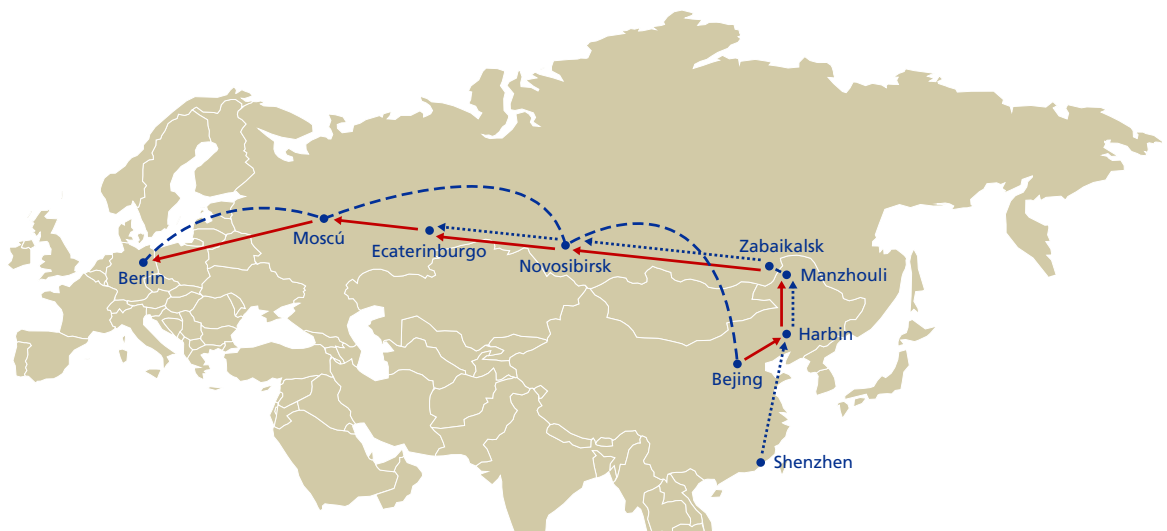 Moscú
Ecaterinburgo
Berlin
Novosibirsk
Zabaikalsk
Manzhouli
Harbin
Bejing
Shenzhen